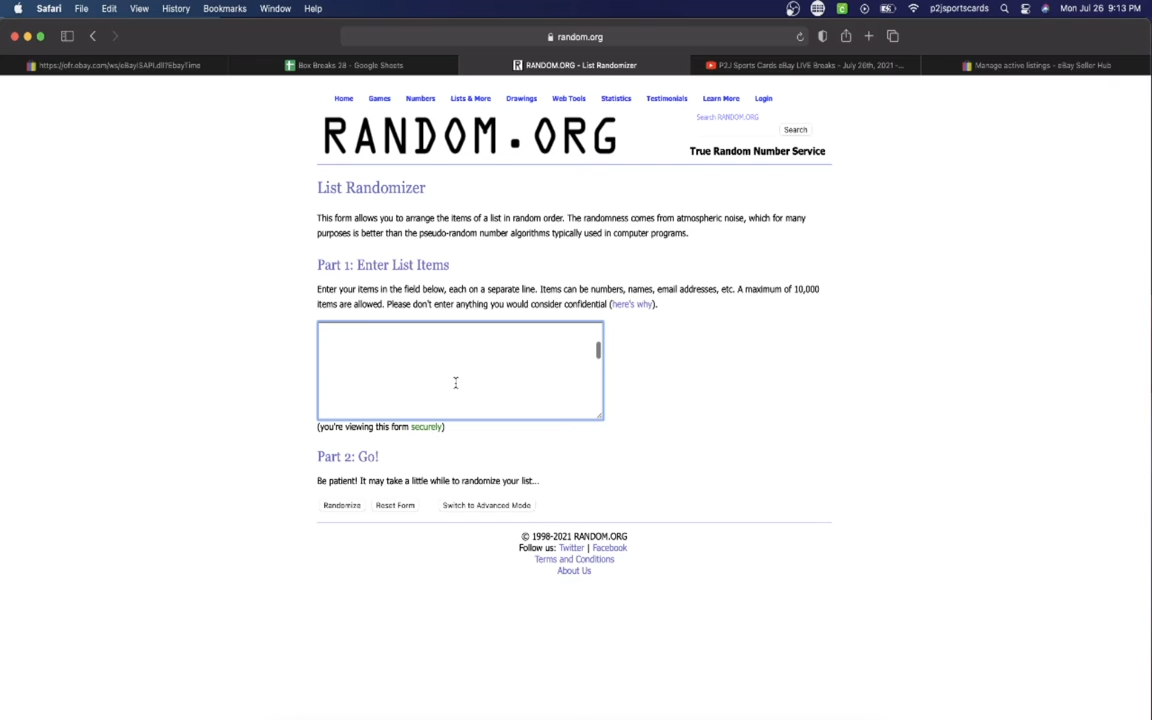 Safari File Edit View History Bookmarks Window Help p2jsportscards Mon Jul 26 9:13 PM
random.org
https://ofr.ebay.com/ws/eBayISAPI.dll?EbayTime Box Breaks 28 - Google Sheets RANDOM.ORG - List Randomizer P2J Sports Cards eBay LIVE Breaks - July 26th, 2021 -... Manage active listings - eBay Seller Hub
Home Games Numbers Lists & More Drawings Web Tools Statistics Testimonials Learn More Login
Search RANDOM.ORG
RANDOM.ORG
Search
True Random Number Service
List Randomizer
This form allows you to arrange the items of a list in random order. The randomness comes from atmospheric noise, which for many
purposes is better than the pseudo-random number algorithms typically used in computer programs.
Part 1: Enter List Items
Enter your items in the field below, each on a separate line. Items can be numbers, names, email addresses, etc. A maximum of 10,000
items are allowed. Please don't enter anything you would consider confidential (here's why).
(you're viewing this form securely)
Part 2: Go!
Be patient! It may take a little while to randomize your list...
Randomize Reset Form Switch to Advanced Mode
© 1998-2021 RANDOM.ORG
Follow us: Twitter | Facebook
Terms and Conditions
About Us